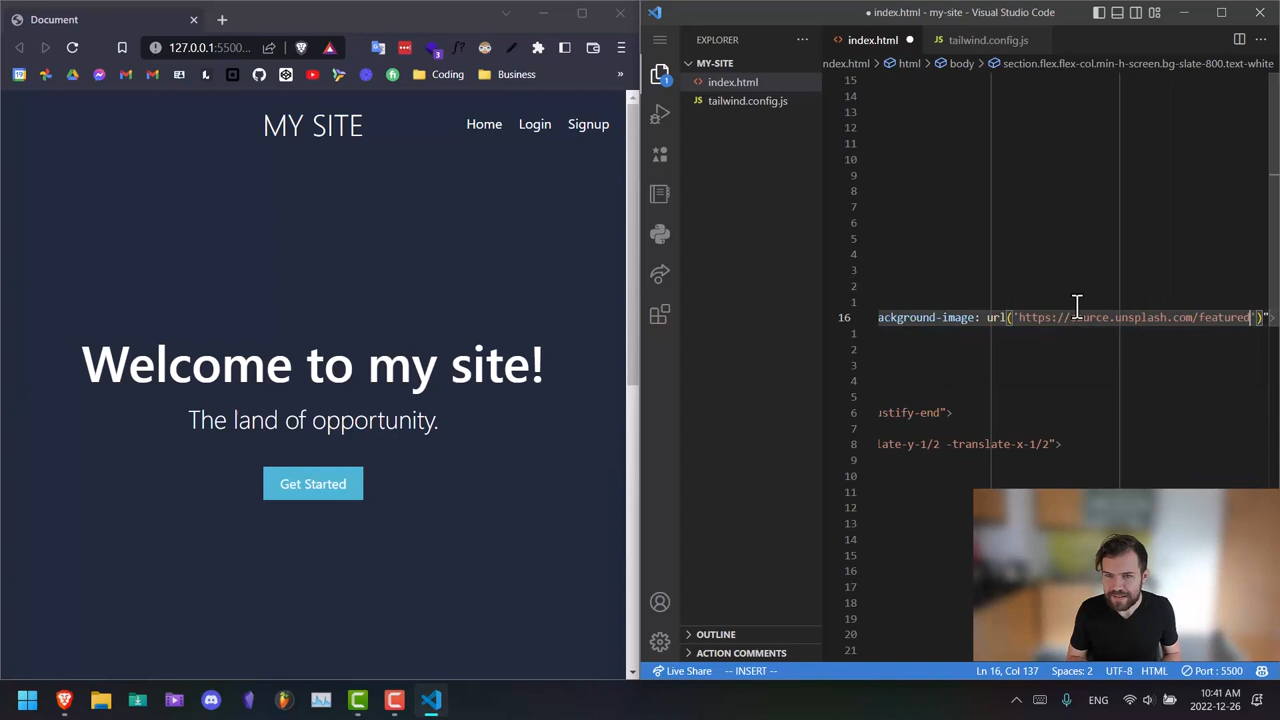 Document
index.html - my-site - Visual Studio Code
127.0.0.1:5500...
3
Coding
Business
»
EXPLORER
index.html
tailwind.config.js
MY-SITE
index.html
tailwind.config.js
ndex.html > html > body > section.flex.flex-col.min-h-screen.bg-slate-800.text-white
1
MY SITE
Home
Login
Signup
Welcome to my site!
The land of opportunity.
Get Started
15
14
13
12
11
10
9
8
7
6
5
4
3
2
1
16 ackground-image: url('https://source.unsplash.com/featured')">
1
2
3
4
5
6 ustify-end">
7
8 late-y-1/2 -translate-x-1/2">
9
10
11
12
13
14
15
16
17
18
19
20
21
OUTLINE
ACTION COMMENTS
Live Share
-- INSERT --
Ln 16, Col 137
Spaces: 2
UTF-8
HTML
Port : 5500
ENG
10:41 AM
2022-12-26